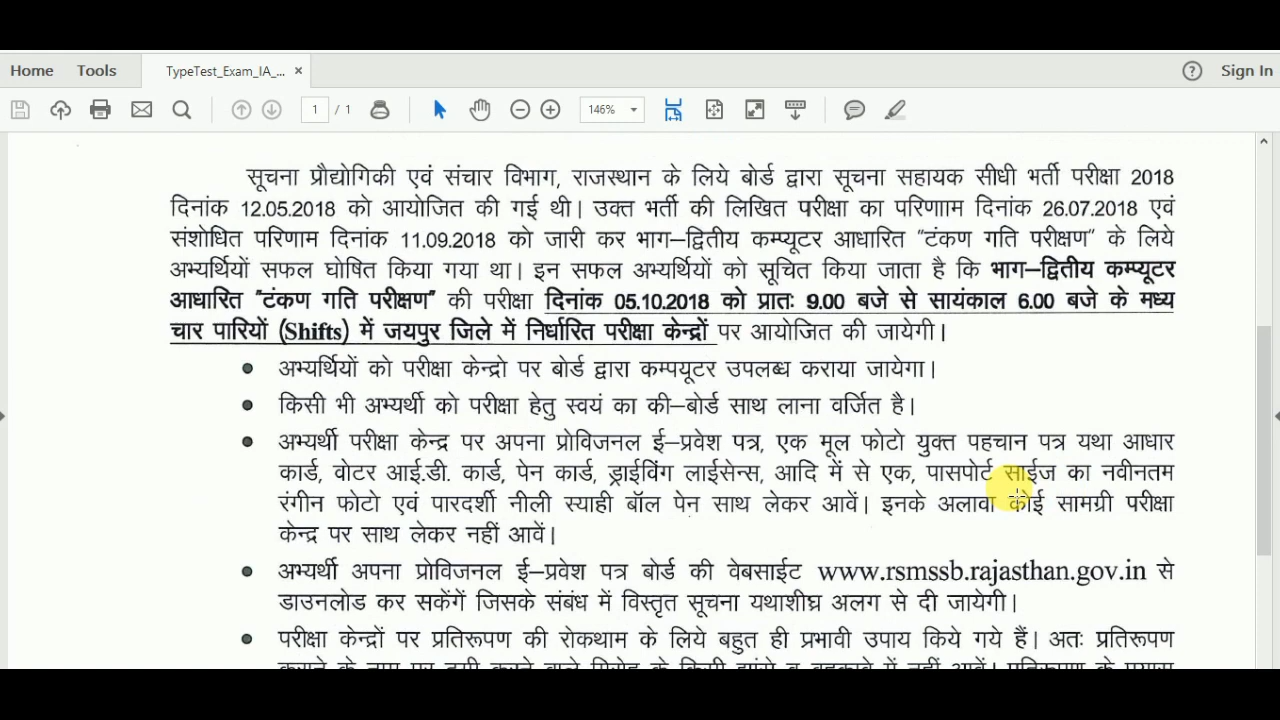 Home Tools TypeTest_Exam_IA_... × ? Sign In
1 / 1 146%
सूचना प्रौद्योगिकी एवं संचार विभाग, राजस्थान के लिये बोर्ड द्वारा सूचना सहायक सीधी भर्ती परीक्षा 2018
दिनांक 12.05.2018 को आयोजित की गई थी। उक्त भर्ती की लिखित परीक्षा का परिणााम दिनांक 26.07.2018 एवं
संशोधित परिणाम दिनांक 11.09.2018 को जारी कर भाग–द्वितीय कम्प्यूटर आधारित "टंकण गति परीक्षण" के लिये
अभ्यर्थियों सफल घोषित किया गया था। इन सफल अभ्यर्थियों को सूचित किया जाता है कि भाग–द्वितीय कम्प्यूटर
आधारित "टंकण गति परीक्षण" की परीक्षा दिनांक 05.10.2018 को प्रातः 9.00 बजे से सायंकाल 6.00 बजे के मध्य
चार पारियों (Shifts) में जयपुर जिले में निर्धारित परीक्षा केन्द्रों पर आयोजित की जायेगी।
● अभ्यर्थियों को परीक्षा केन्द्रो पर बोर्ड द्वारा कम्पयूटर उपलब्ध कराया जायेगा।
● किसी भी अभ्यर्थी को परीक्षा हेतु स्वयं का की–बोर्ड साथ लाना वर्जित है।
● अभ्यर्थी परीक्षा केन्द्र पर अपना प्रोविजनल ई–प्रवेश पत्र, एक मूल फोटो युक्त पहचान पत्र यथा आधार
कार्ड, वोटर आई.डी. कार्ड, पेन कार्ड, ड्राईविंग लाईसेन्स, आदि में से एक, पासपोर्ट साईज का नवीनतम
रंगीन फोटो एवं पारदर्शी नीली स्याही बॉल पेन साथ लेकर आवें। इनके अलावा कोई सामग्री परीक्षा
केन्द्र पर साथ लेकर नहीं आवें।
● अभ्यर्थी अपना प्रोविजनल ई–प्रवेश पत्र बोर्ड की वेबसाईट www.rsmssb.rajasthan.gov.in से
डाउनलोड कर सकेंगें जिसके संबंध में विस्तृत सूचना यथाशीघ्र अलग से दी जायेगी।
● परीक्षा केन्द्रों पर प्रतिरूपण की रोकथाम के लिये बहुत ही प्रभावी उपाय किये गये हैं। अतः प्रतिरूपण